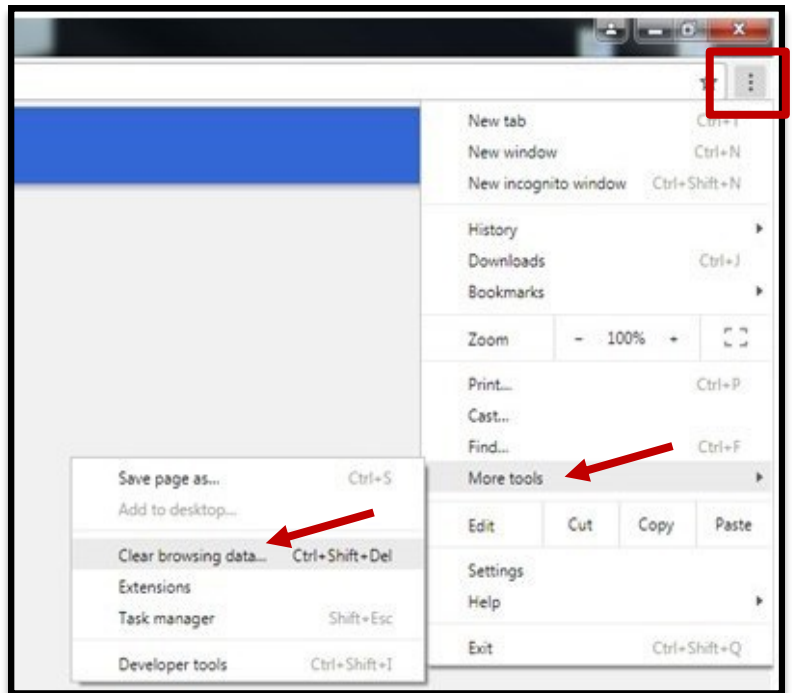 New tab Ctrl+T
New window Ctrl+N
New incognito window Ctrl+Shift+N
History
Downloads Ctrl+J
Bookmarks
Zoom - 100% +
Print... Ctrl+P
Cast...
Find... Ctrl+F
More tools
Edit Cut Copy Paste
Settings
Help
Exit Ctrl+Shift+Q
Save page as... Ctrl+S
Add to desktop...
Clear browsing data... Ctrl+Shift+Del
Extensions
Task manager Shift+Esc
Developer tools Ctrl+Shift+I